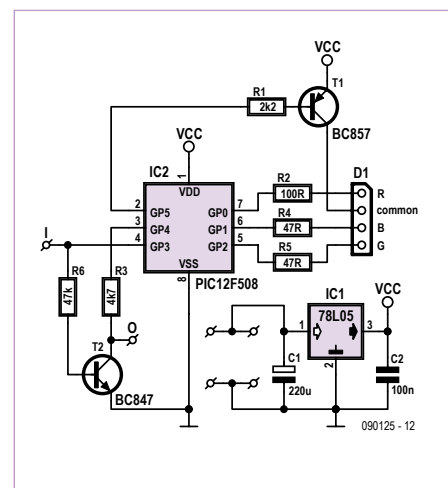 VCC
T1
R1
2k2
BC857
VCC
IC2
D1
R2
100R
R
common
R4
47R
B
R5
47R
G
1
VDD
2
GP5
GP0
7
3
GP4
GP1
6
4
GP3
GP2
5
VSS
8
PIC12F508
I
R6
47k
R3
4k7
O
T2
BC847
IC1
VCC
78L05
1
3
2
C1
220u
C2
100n
090125 - 12